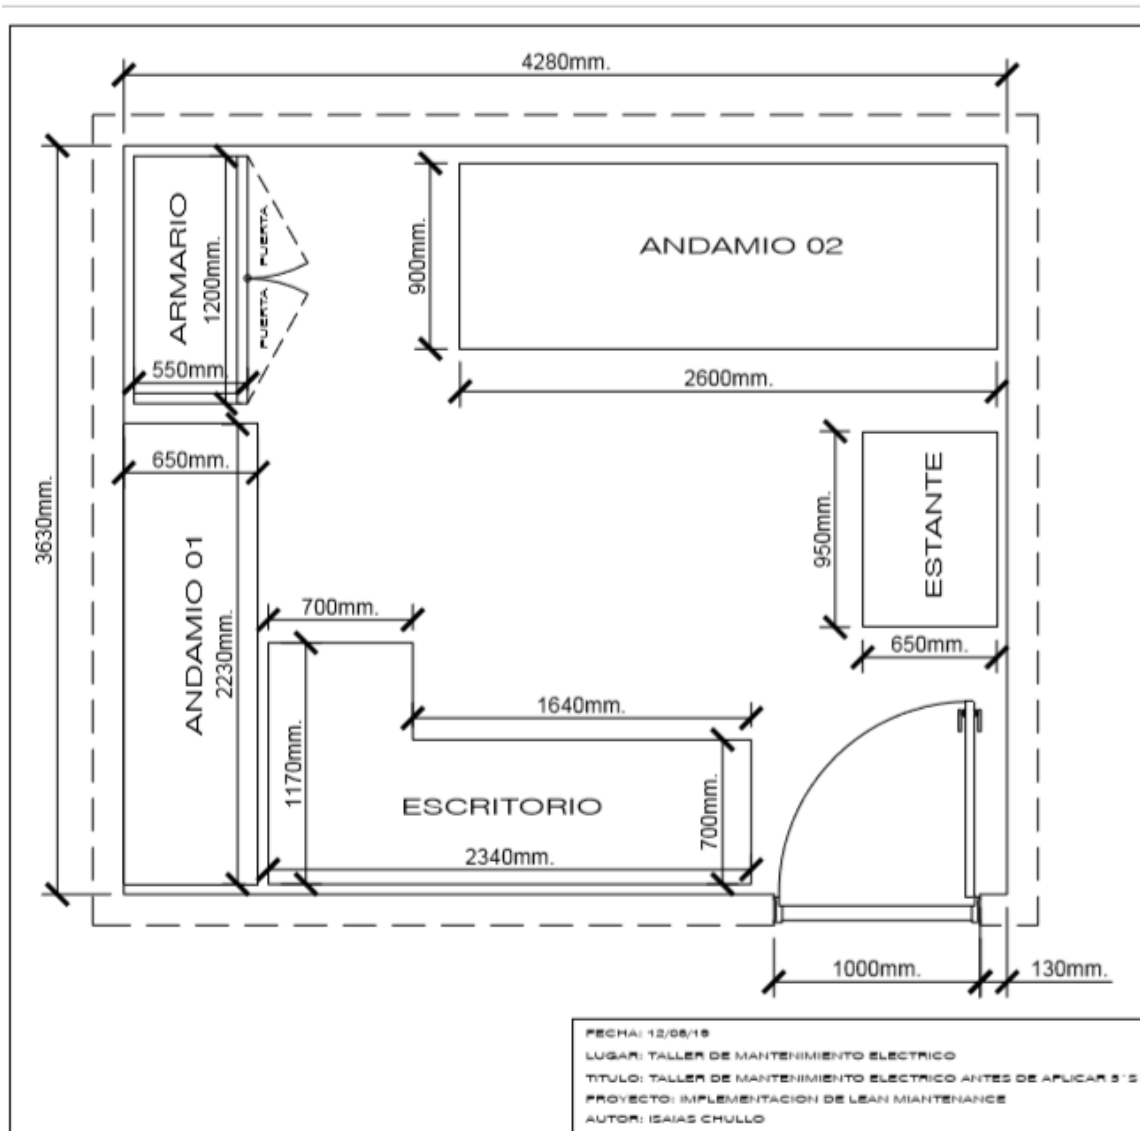 4280mm.
ARMARIO
1200mm.
PUERTA
PUERTA
550mm.
900mm.
ANDAMIO 02
2600mm.
3630mm.
650mm.
ANDAMIO 01
2230mm.
950mm.
ESTANTE
650mm.
700mm.
1640mm.
1170mm.
ESCRITORIO
700mm.
2340mm.
1000mm.
130mm.
FECHA: 12/08/19
LUGAR: TALLER DE MANTENIMIENTO ELECTRICO
TITULO: TALLER DE MANTENIMIENTO ELECTRICO ANTES DE APLICAR 5´S
PROYECTO: IMPLEMENTACION DE LEAN MIANTENANCE
AUTOR: ISAIAS CHULLO